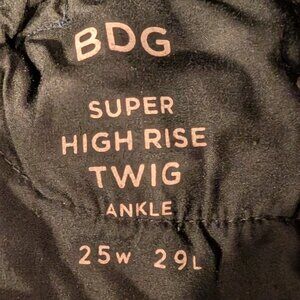 BDG
SUPER
HIGH RISE
TWIG
ANKLE
25W 29L